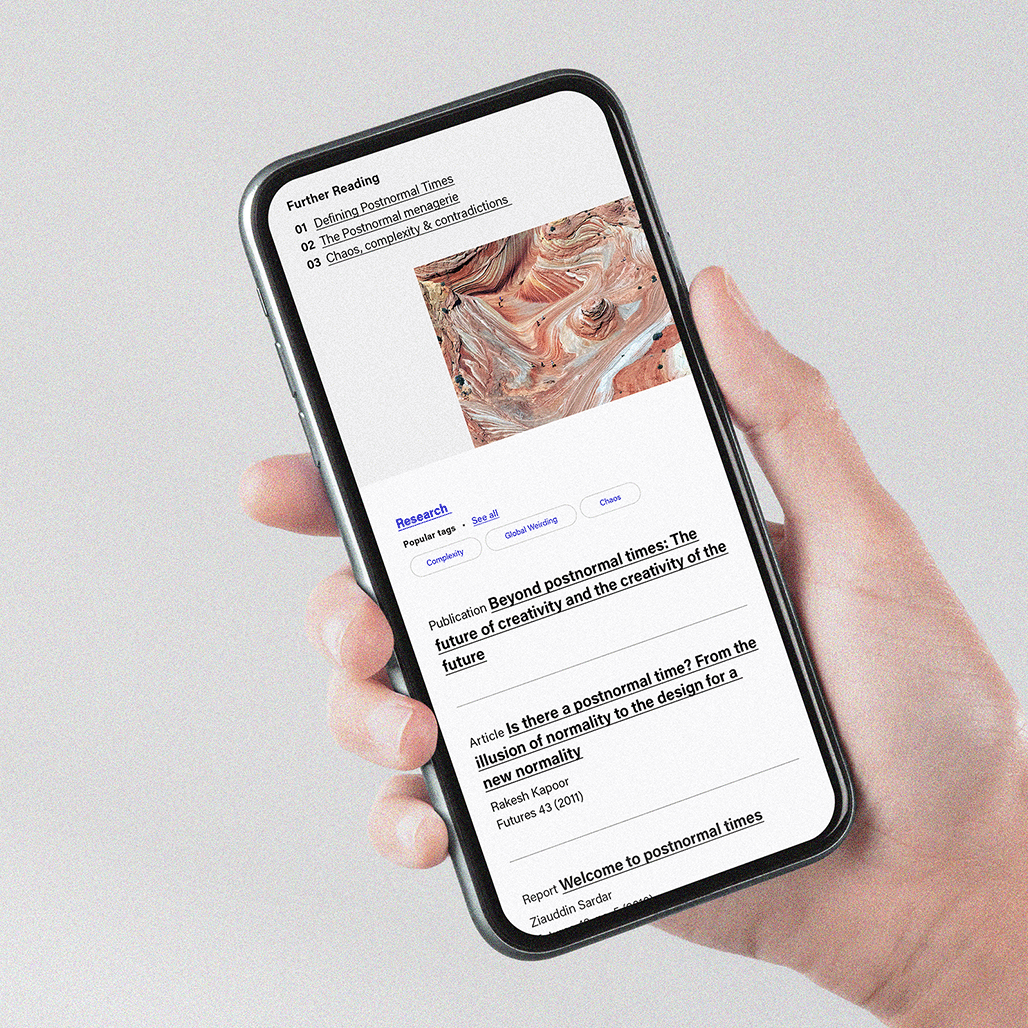 Further Reading
01 Defining Postnormal Times
02 The Postnormal menagerie
03 Chaos, complexity & contradictions
Research
Popular tags • See all
Complexity
Global Weirding
Chaos
Publication Beyond postnormal times: The
future of creativity and the creativity of the
future
Article Is there a postnormal time? From the
illusion of normality to the design for a
new normality
Rakesh Kapoor
Futures 43 (2011)
Report Welcome to postnormal times
Ziauddin Sardar